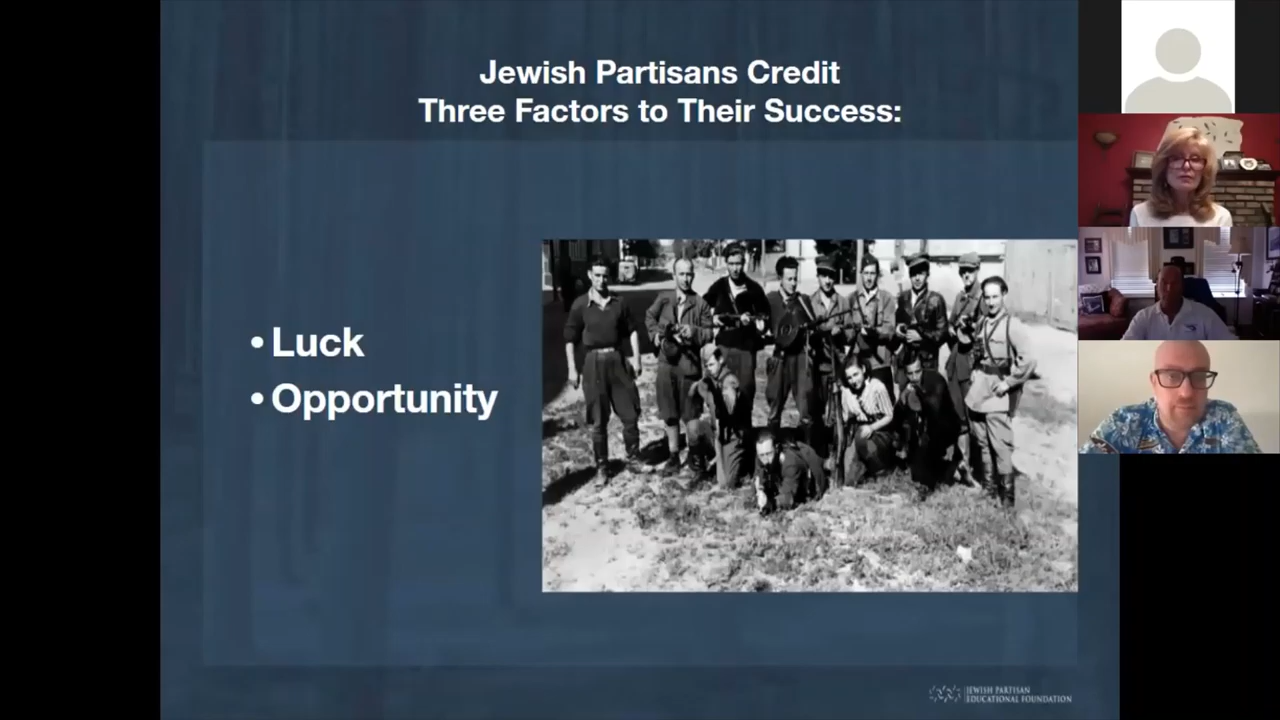 Jewish Partisans Credit
Three Factors to Their Success:
• Luck
• Opportunity
JEWISH PARTISAN
EDUCATIONAL FOUNDATION